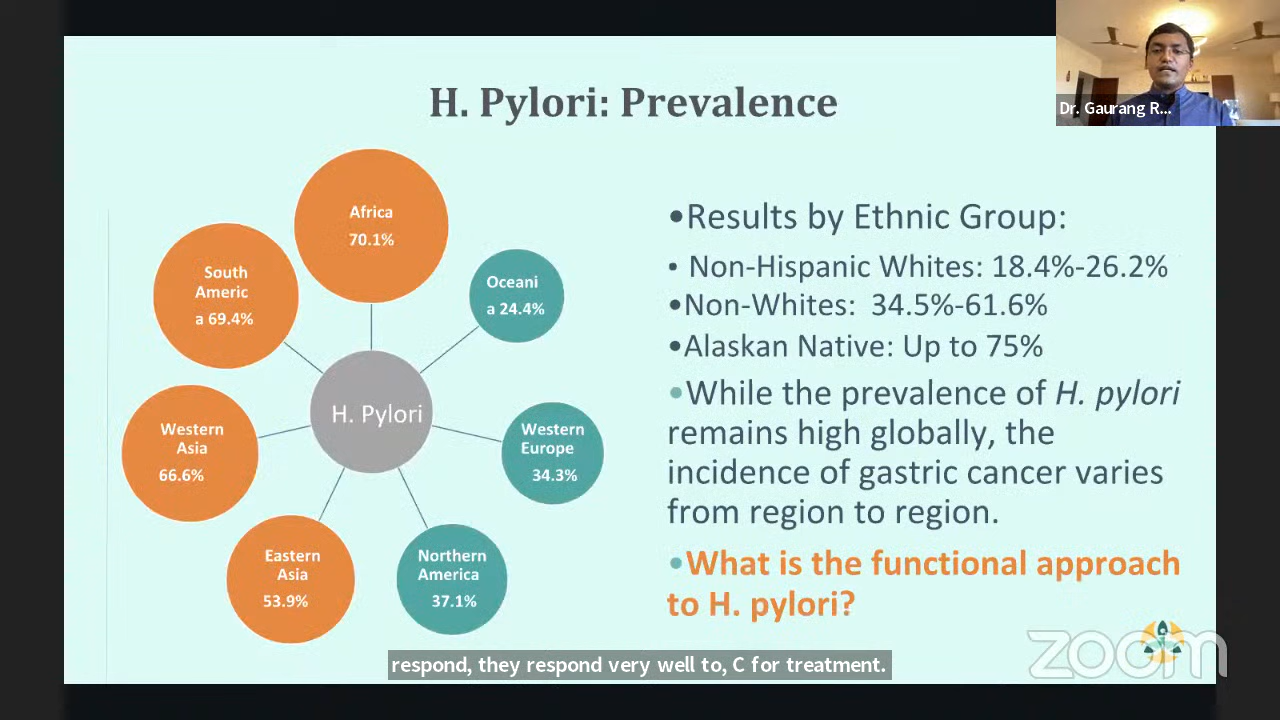 Dr. Gaurang R...
H. Pylori: Prevalence
Africa
70.1%
South
Americ
a 69.4%
Oceani
a 24.4%
H. Pylori
Western
Asia
66.6%
Western
Europe
34.3%
Eastern
Asia
53.9%
Northern
America
37.1%
•Results by Ethnic Group:
• Non-Hispanic Whites: 18.4%-26.2%
•Non-Whites: 34.5%-61.6%
•Alaskan Native: Up to 75%
•While the prevalence of H. pylori
remains high globally, the
incidence of gastric cancer varies
from region to region.
•What is the functional approach
to H. pylori?
zoom
respond, they respond very well to, C for treatment.